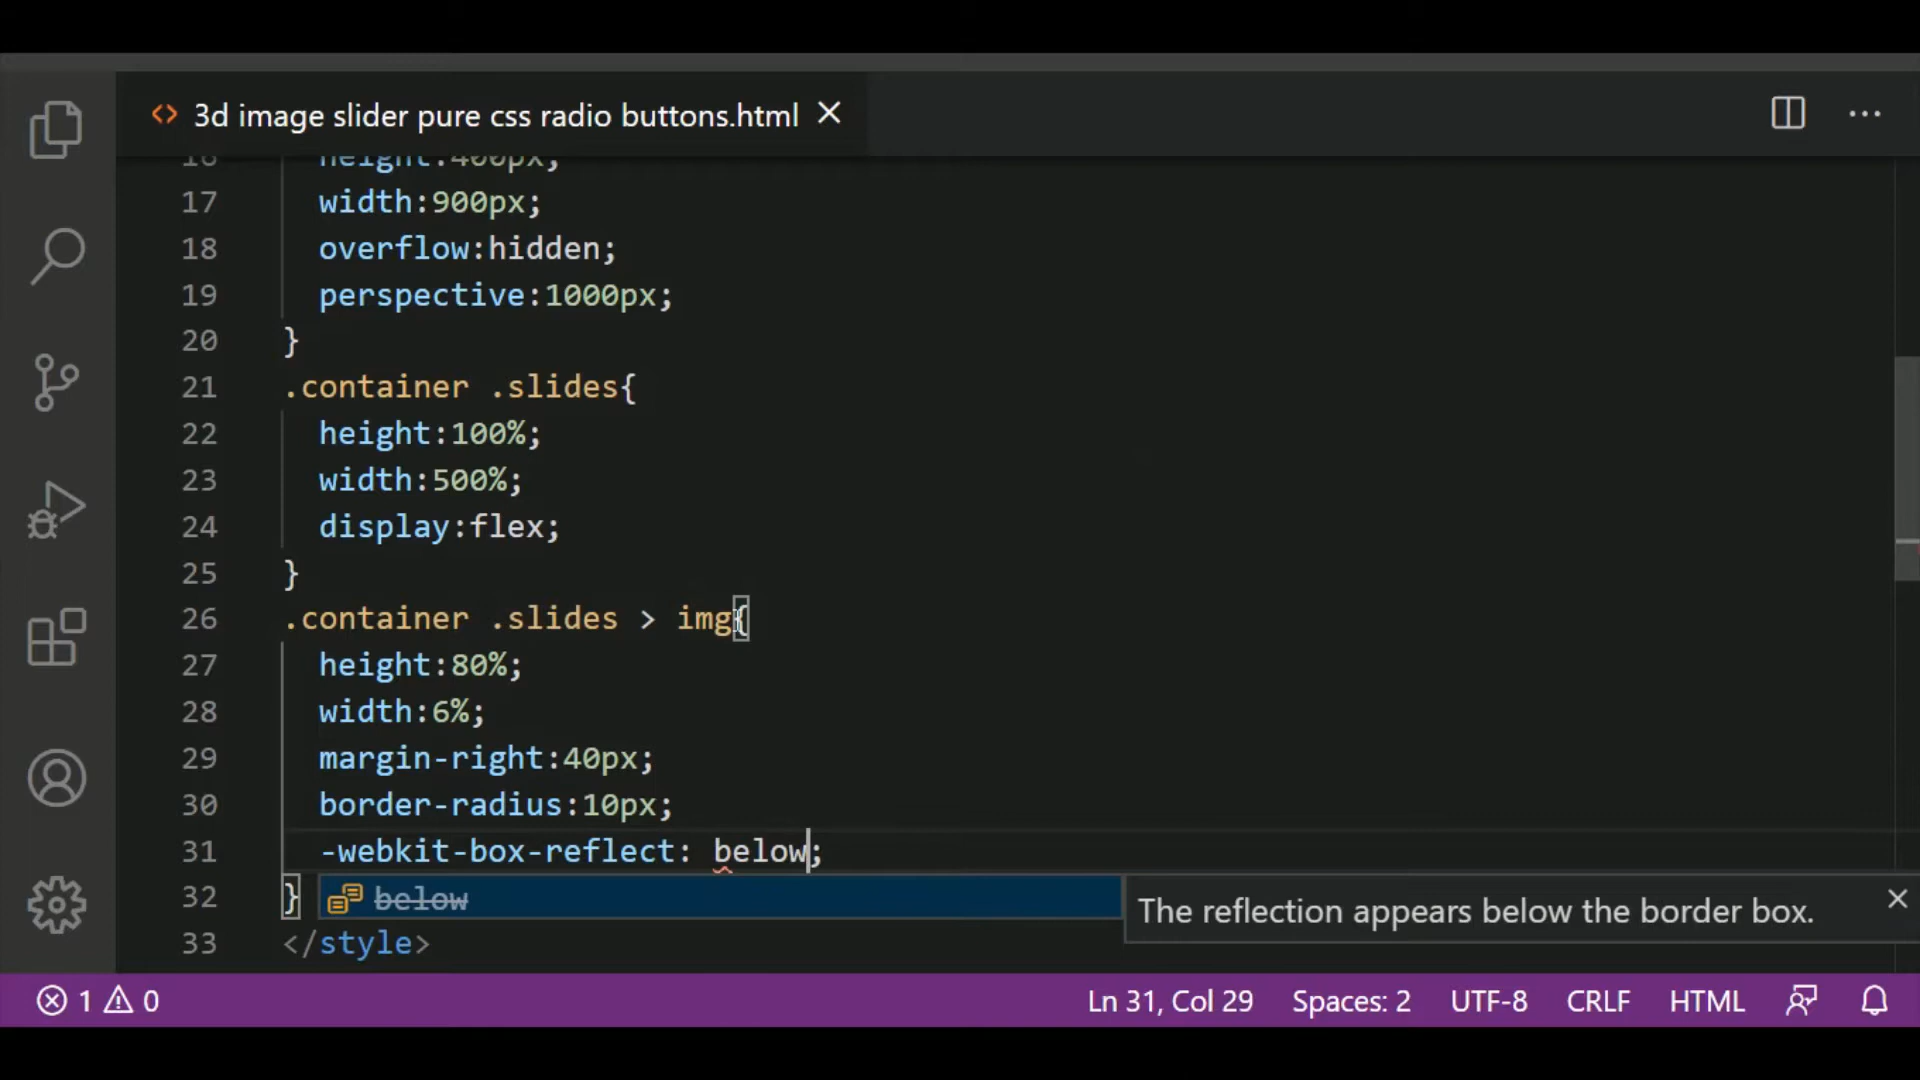 3d image slider pure css radio buttons.html
16 height:400px;
17 width:900px;
18 overflow:hidden;
19 perspective:1000px;
20 }
21 .container .slides{
22 height:100%;
23 width:500%;
24 display:flex;
25 }
26 .container .slides > img{
27 height:80%;
28 width:6%;
29 margin-right:40px;
30 border-radius:10px;
31 -webkit-box-reflect: below;
32 } below The reflection appears below the border box.
33 </style>
1 0 Ln 31, Col 29 Spaces: 2 UTF-8 CRLF HTML